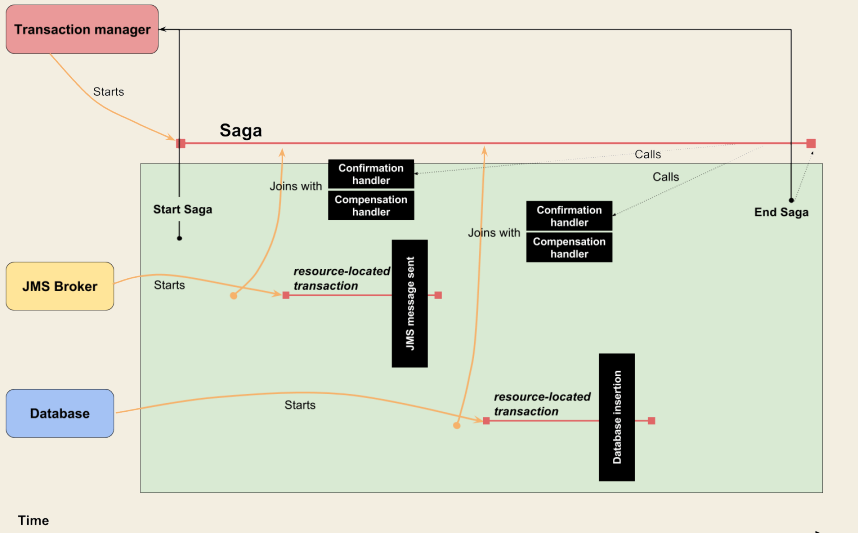 Transaction manager
Starts
Saga
Calls
Confirmation
handler
Joins with
Compensation
handler
Calls
Start Saga
Confirmation
handler
End Saga
Joins with
Compensation
handler
JMS Broker
Starts
resource-located
transaction
JMS message sent
Database
Starts
resource-located
transaction
Database insertion
Time